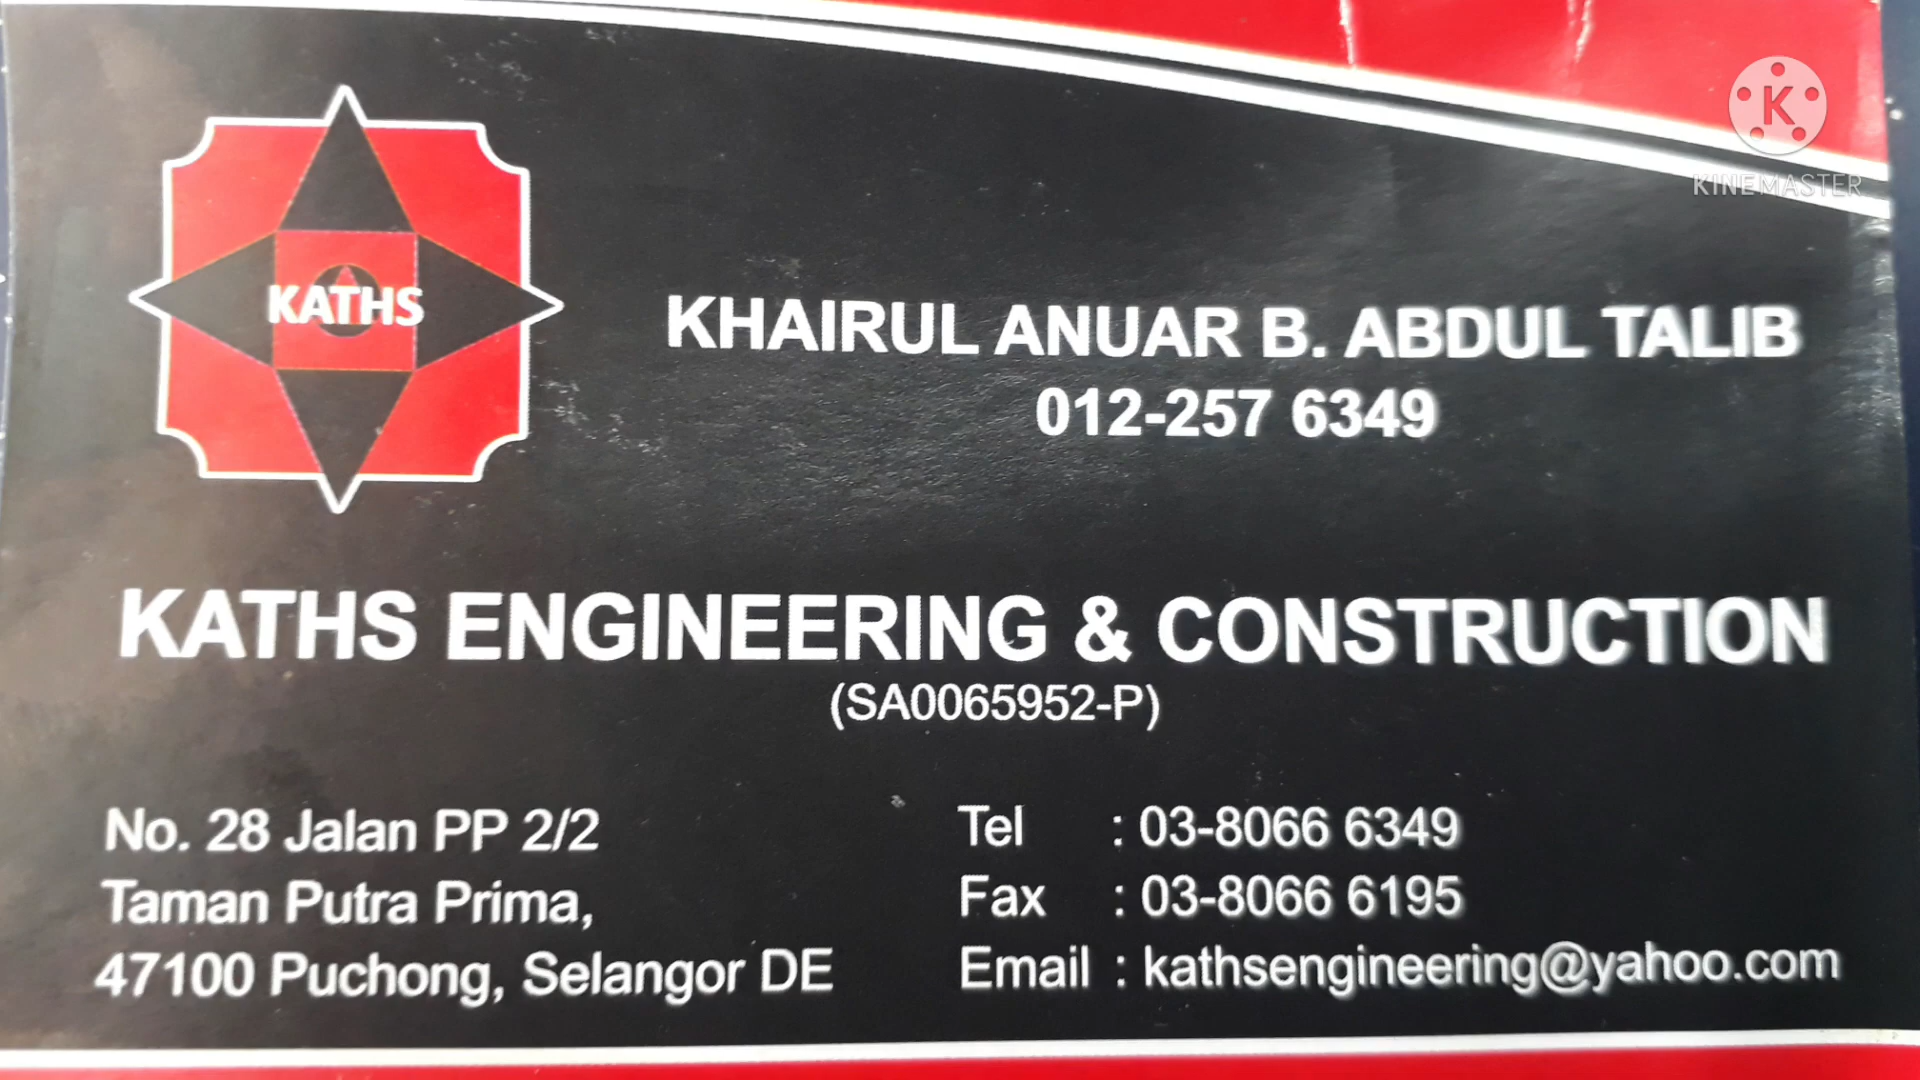 KATHS
KHAIRUL ANUAR B. ABDUL TALIB
012-257 6349
KATHS ENGINEERING & CONSTRUCTION
(SA0065952-P)
No. 28 Jalan PP 2/2
Taman Putra Prima,
47100 Puchong, Selangor DE
Tel : 03-8066 6349
Fax : 03-8066 6195
Email : kathsengineering@yahoo.com
K
KINEMASTER